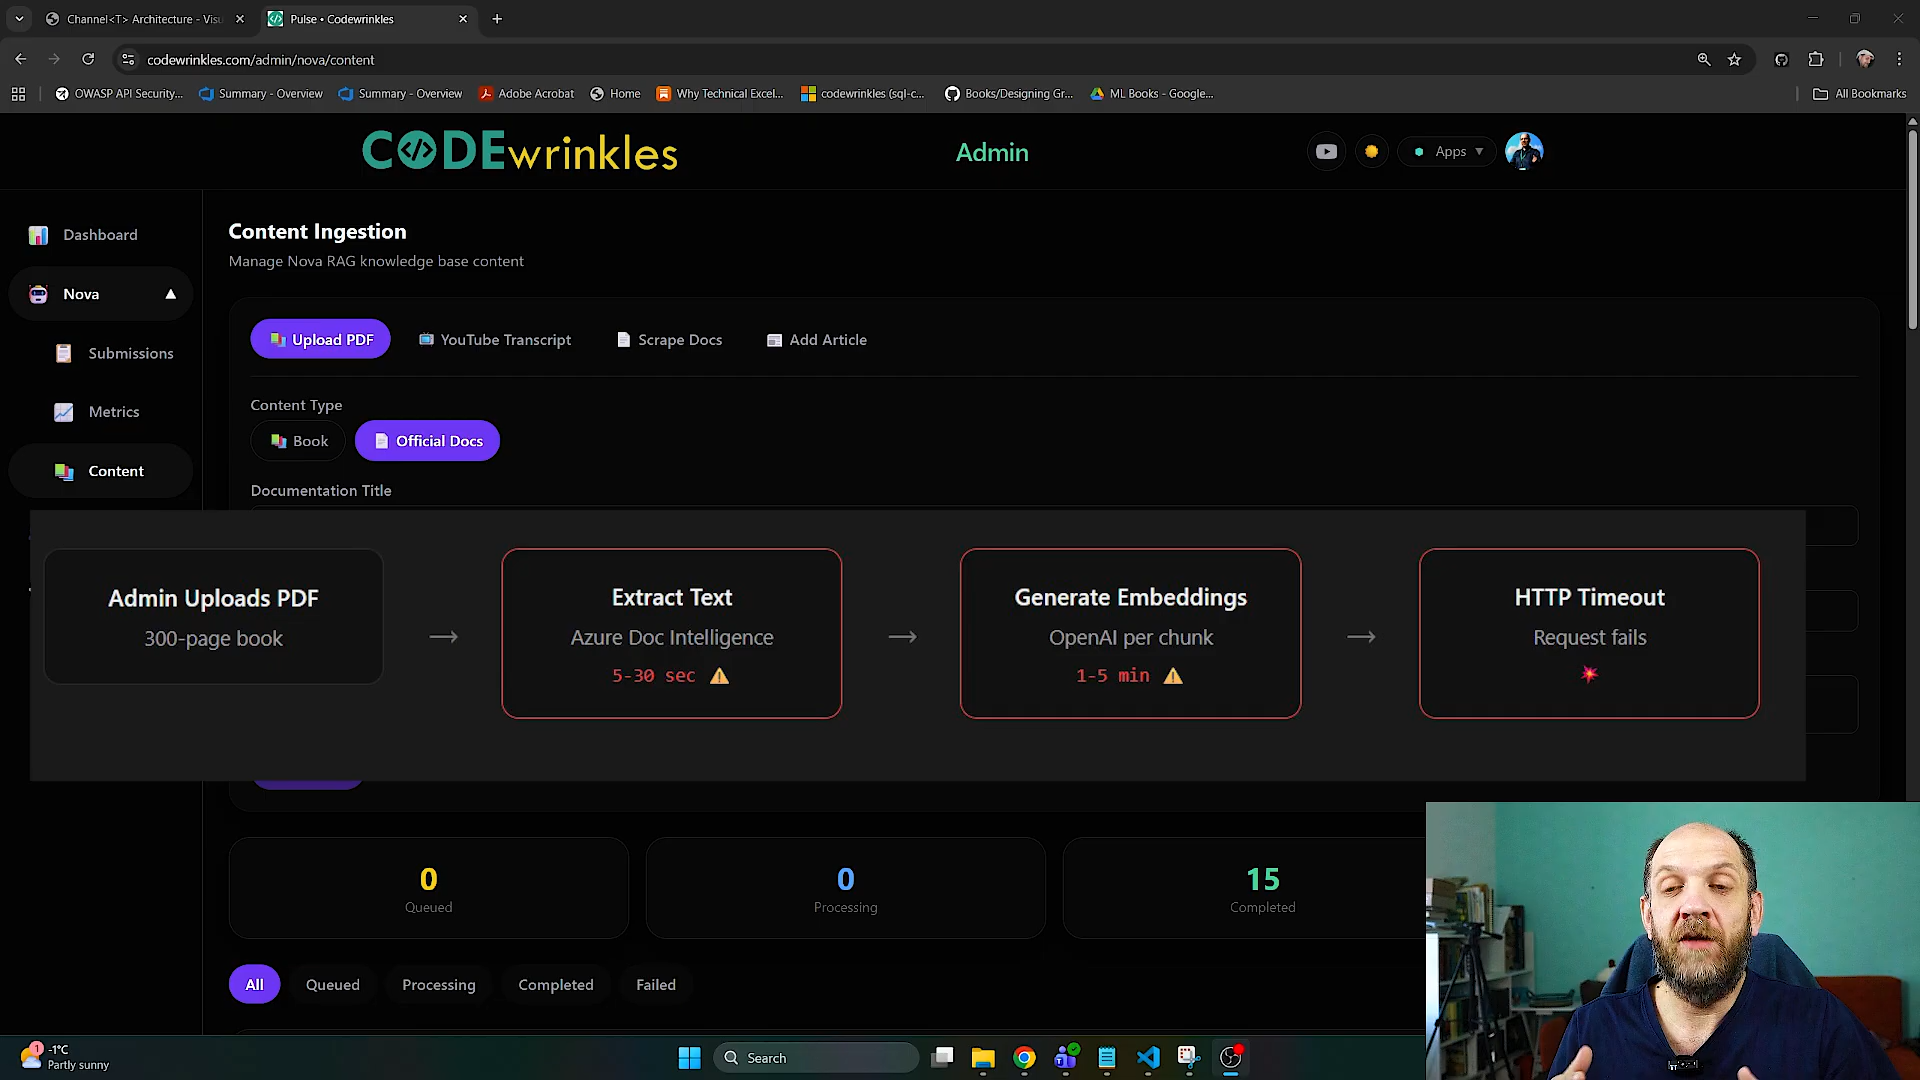 Channel<T> Architecture - Visu
Pulse • Codewrinkles
codewrinkles.com/admin/nova/content
OWASP API Security...
Summary - Overview
Summary - Overview
Adobe Acrobat
Home
Why Technical Excel...
codewrinkles (sql-c...
Books/Designing Gr...
ML Books - Google...
All Bookmarks
CODEwrinkles
Admin
Apps
Dashboard
Nova
Submissions
Metrics
Content
Content Ingestion
Manage Nova RAG knowledge base content
Upload PDF
YouTube Transcript
Scrape Docs
Add Article
Content Type
Book
Official Docs
Documentation Title
Admin Uploads PDF
300-page book
→
Extract Text
Azure Doc Intelligence
5-30 sec ⚠
→
Generate Embeddings
OpenAI per chunk
1-5 min ⚠
→
HTTP Timeout
Request fails
0
Queued
0
Processing
15
Completed
All
Queued
Processing
Completed
Failed
1
-1°C
Partly sunny
Search